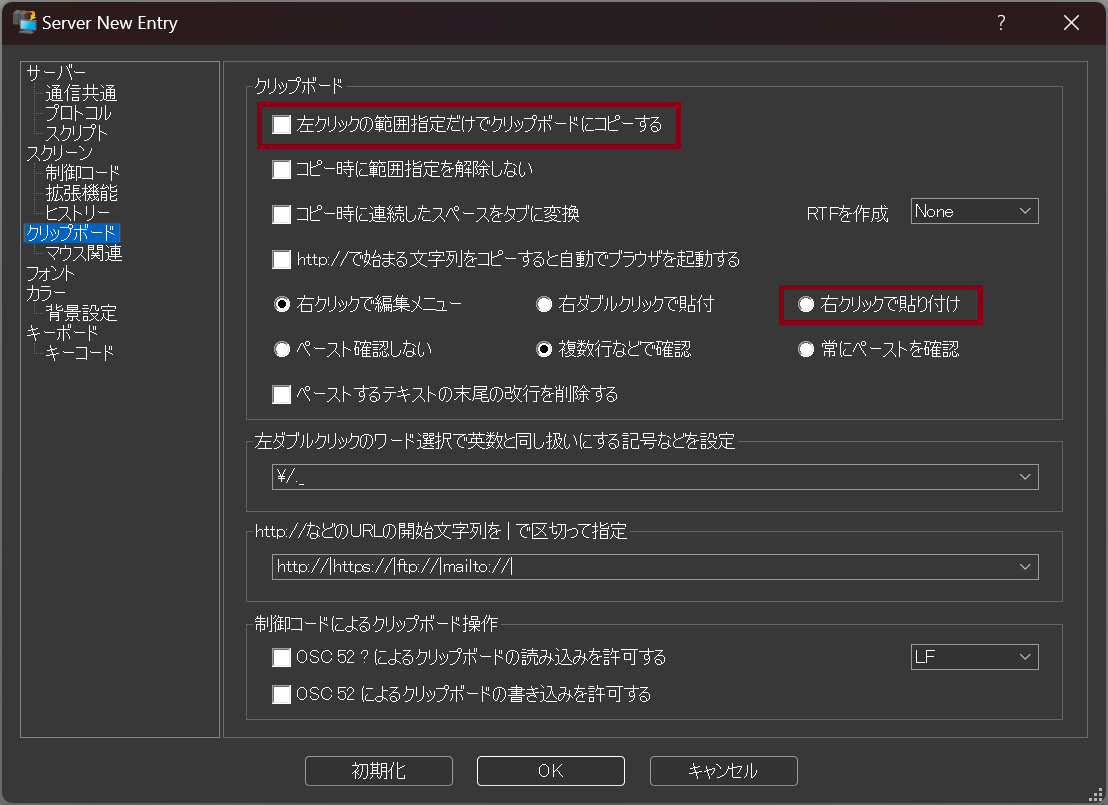 Server New Entry
?
サーバー
通信共通
プロトコル
スクリプト
スクリーン
制御コード
拡張機能
ヒストリー
クリップボード
マウス関連
フォント
カラー
背景設定
キーボード
キーコード
クリップボード
左クリックの範囲指定だけでクリップボードにコピーする
コピー時に範囲指定を解除しない
コピー時に連続したスペースをタブに変換 RTFを作成 None
http://で始まる文字列をコピーすると自動でブラウザを起動する
右クリックで編集メニュー 右ダブルクリックで貼付 右クリックで貼り付け
ペースト確認しない 複数行などで確認 常にペーストを確認
ペーストするテキストの末尾の改行を削除する
左ダブルクリックのワード選択で英数と同し扱いにする記号などを設定
¥/._
http://などのURLの開始文字列を|で区切って指定
http://|https://|ftp://|mailto://|
制御コードによるクリップボード操作
OSC 52 ? によるクリップボードの読み込みを許可する LF
OSC 52 によるクリップボードの書き込みを許可する
初期化 OK キャンセル